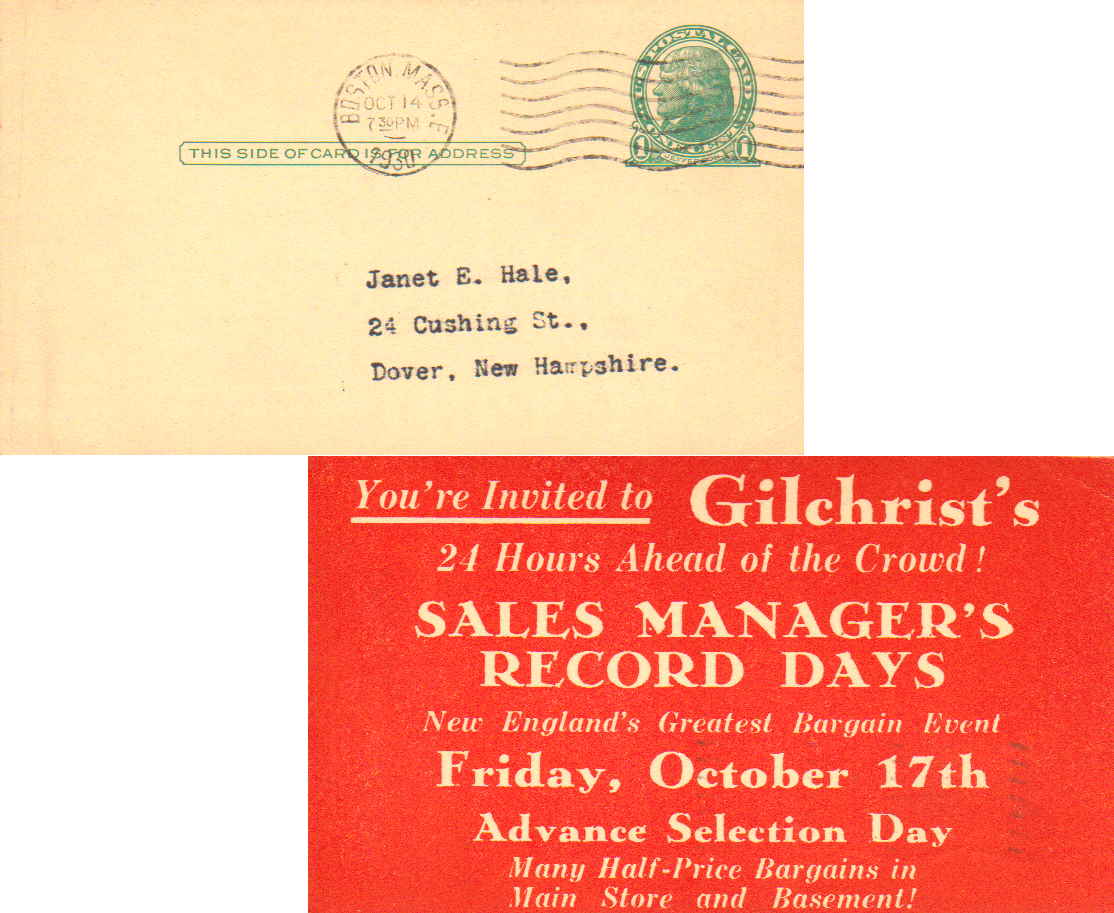 BOSTON, MASS. E
OCT 14
7 30 PM
1930
U.S. POSTAL CARD
ONE CENT
1 1
THIS SIDE OF CARD IS FOR ADDRESS
Janet E. Hale,
24 Cushing St.,
Dover, New Hampshire.
You're Invited to Gilchrist's
24 Hours Ahead of the Crowd!
SALES MANAGER'S
RECORD DAYS
New England's Greatest Bargain Event
Friday, October 17th
Advance Selection Day
Many Half-Price Bargains in
Main Store and Basement!